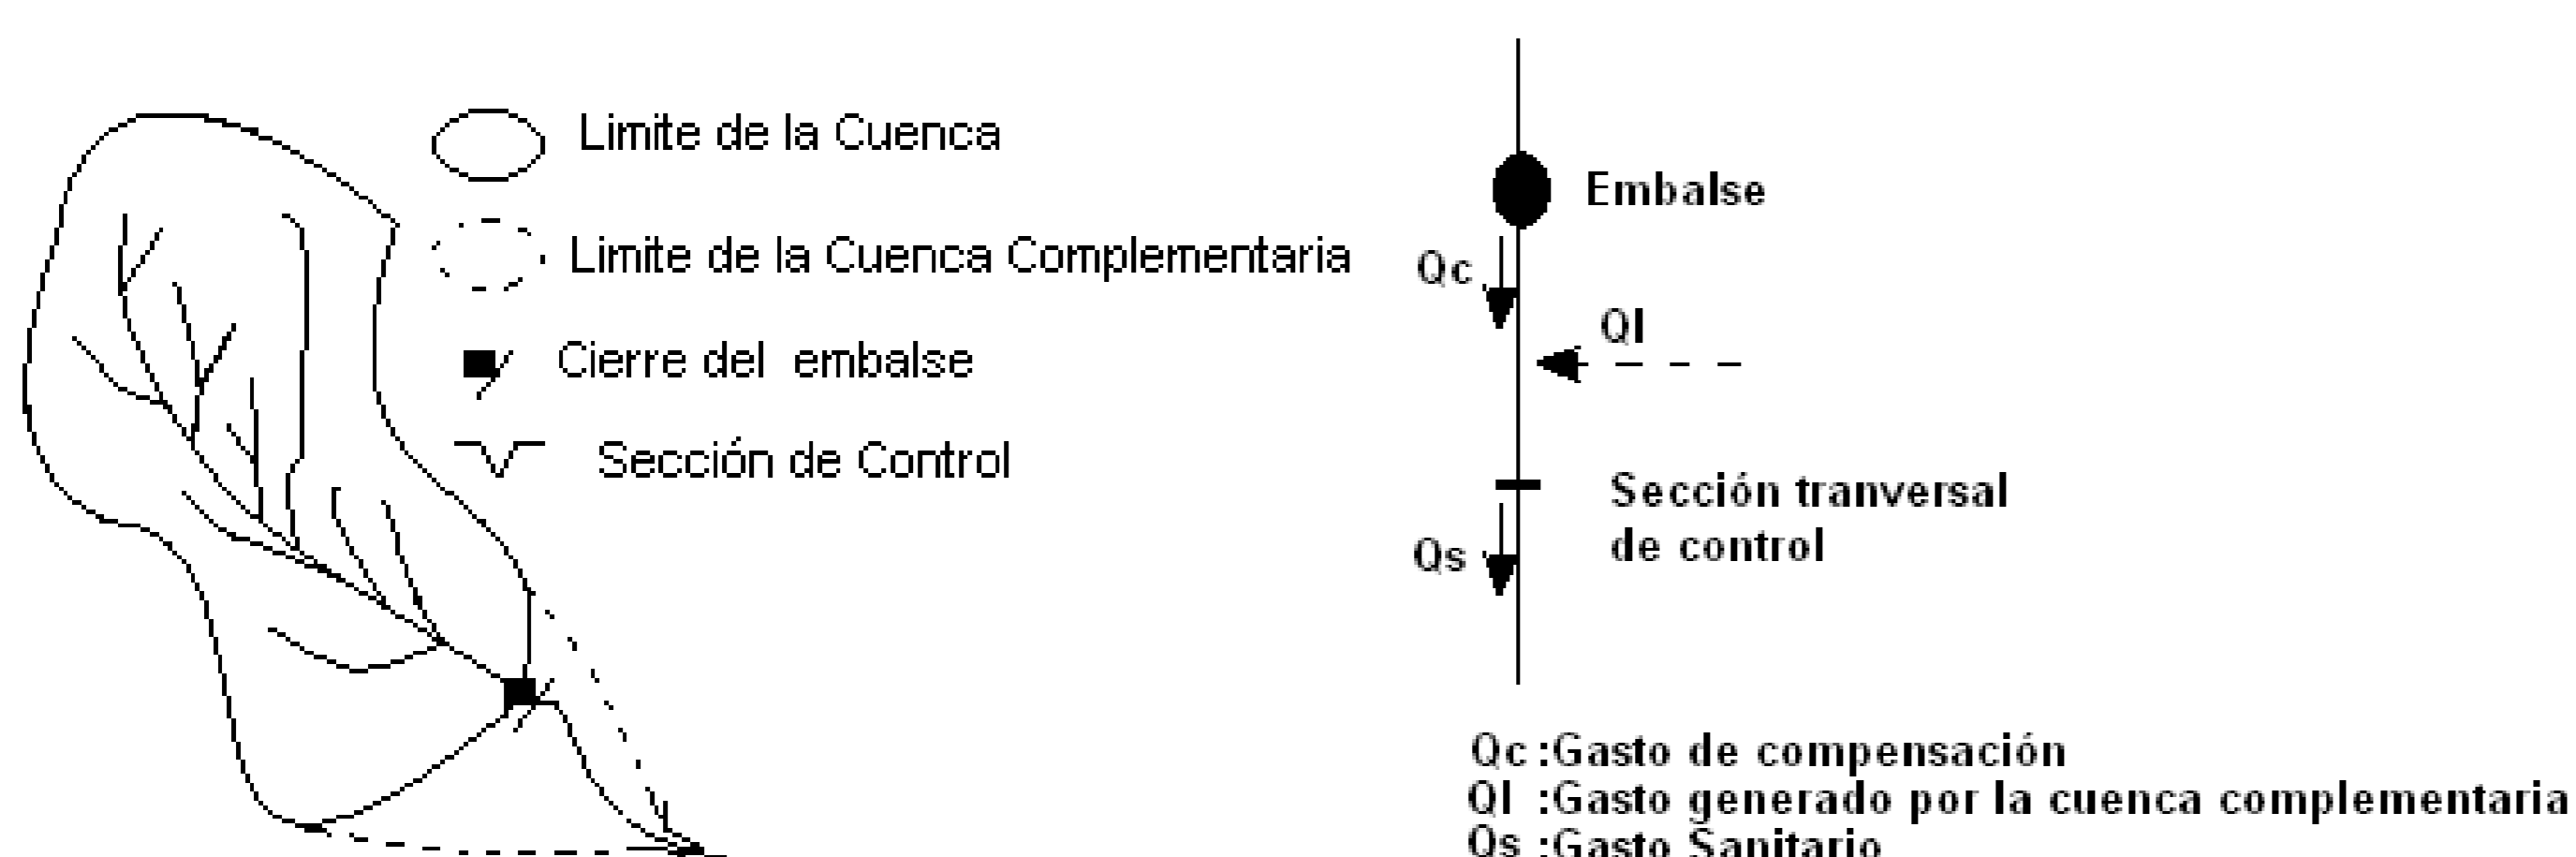 Limite de la Cuenca
Limite de la Cuenca Complementaria
Cierre del embalse
Sección de Control
Embalse
Qc
Ql
Sección tranversal
de control
Qs
Qc :Gasto de compensación
Ql :Gasto generado por la cuenca complementaria
Qs :Gasto Sanitario